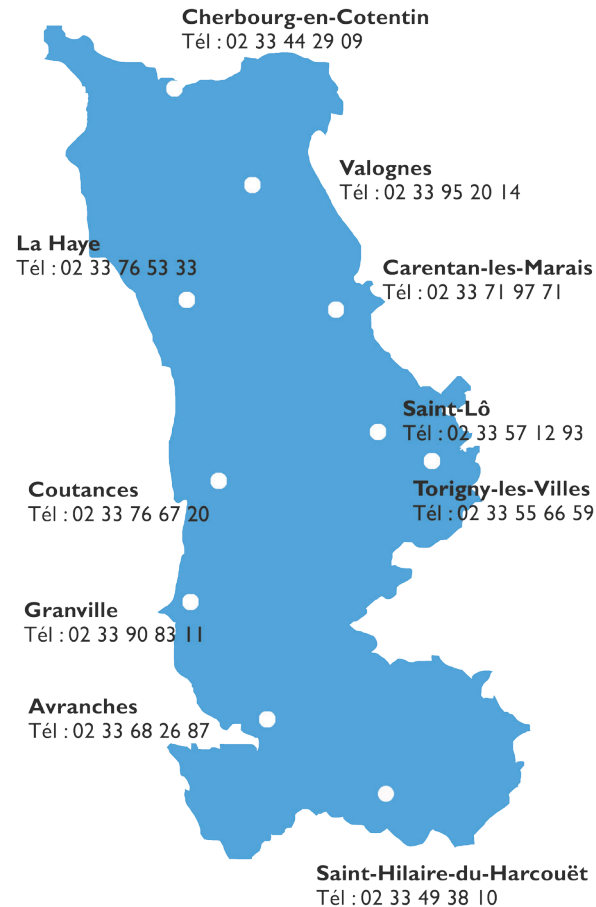 Cherbourg-en-Cotentin
Tél : 02 33 44 29 09
Valognes
Tél : 02 33 95 20 14
La Haye
Tél : 02 33 76 53 33
Carentan-les-Marais
Tél : 02 33 71 97 71
Saint-Lô
Tél : 02 33 57 12 93
Torigny-les-Villes
Tél : 02 33 55 66 59
Coutances
Tél : 02 33 76 67 20
Granville
Tél : 02 33 90 83 11
Avranches
Tél : 02 33 68 26 87
Saint-Hilaire-du-Harcouët
Tél : 02 33 49 38 10